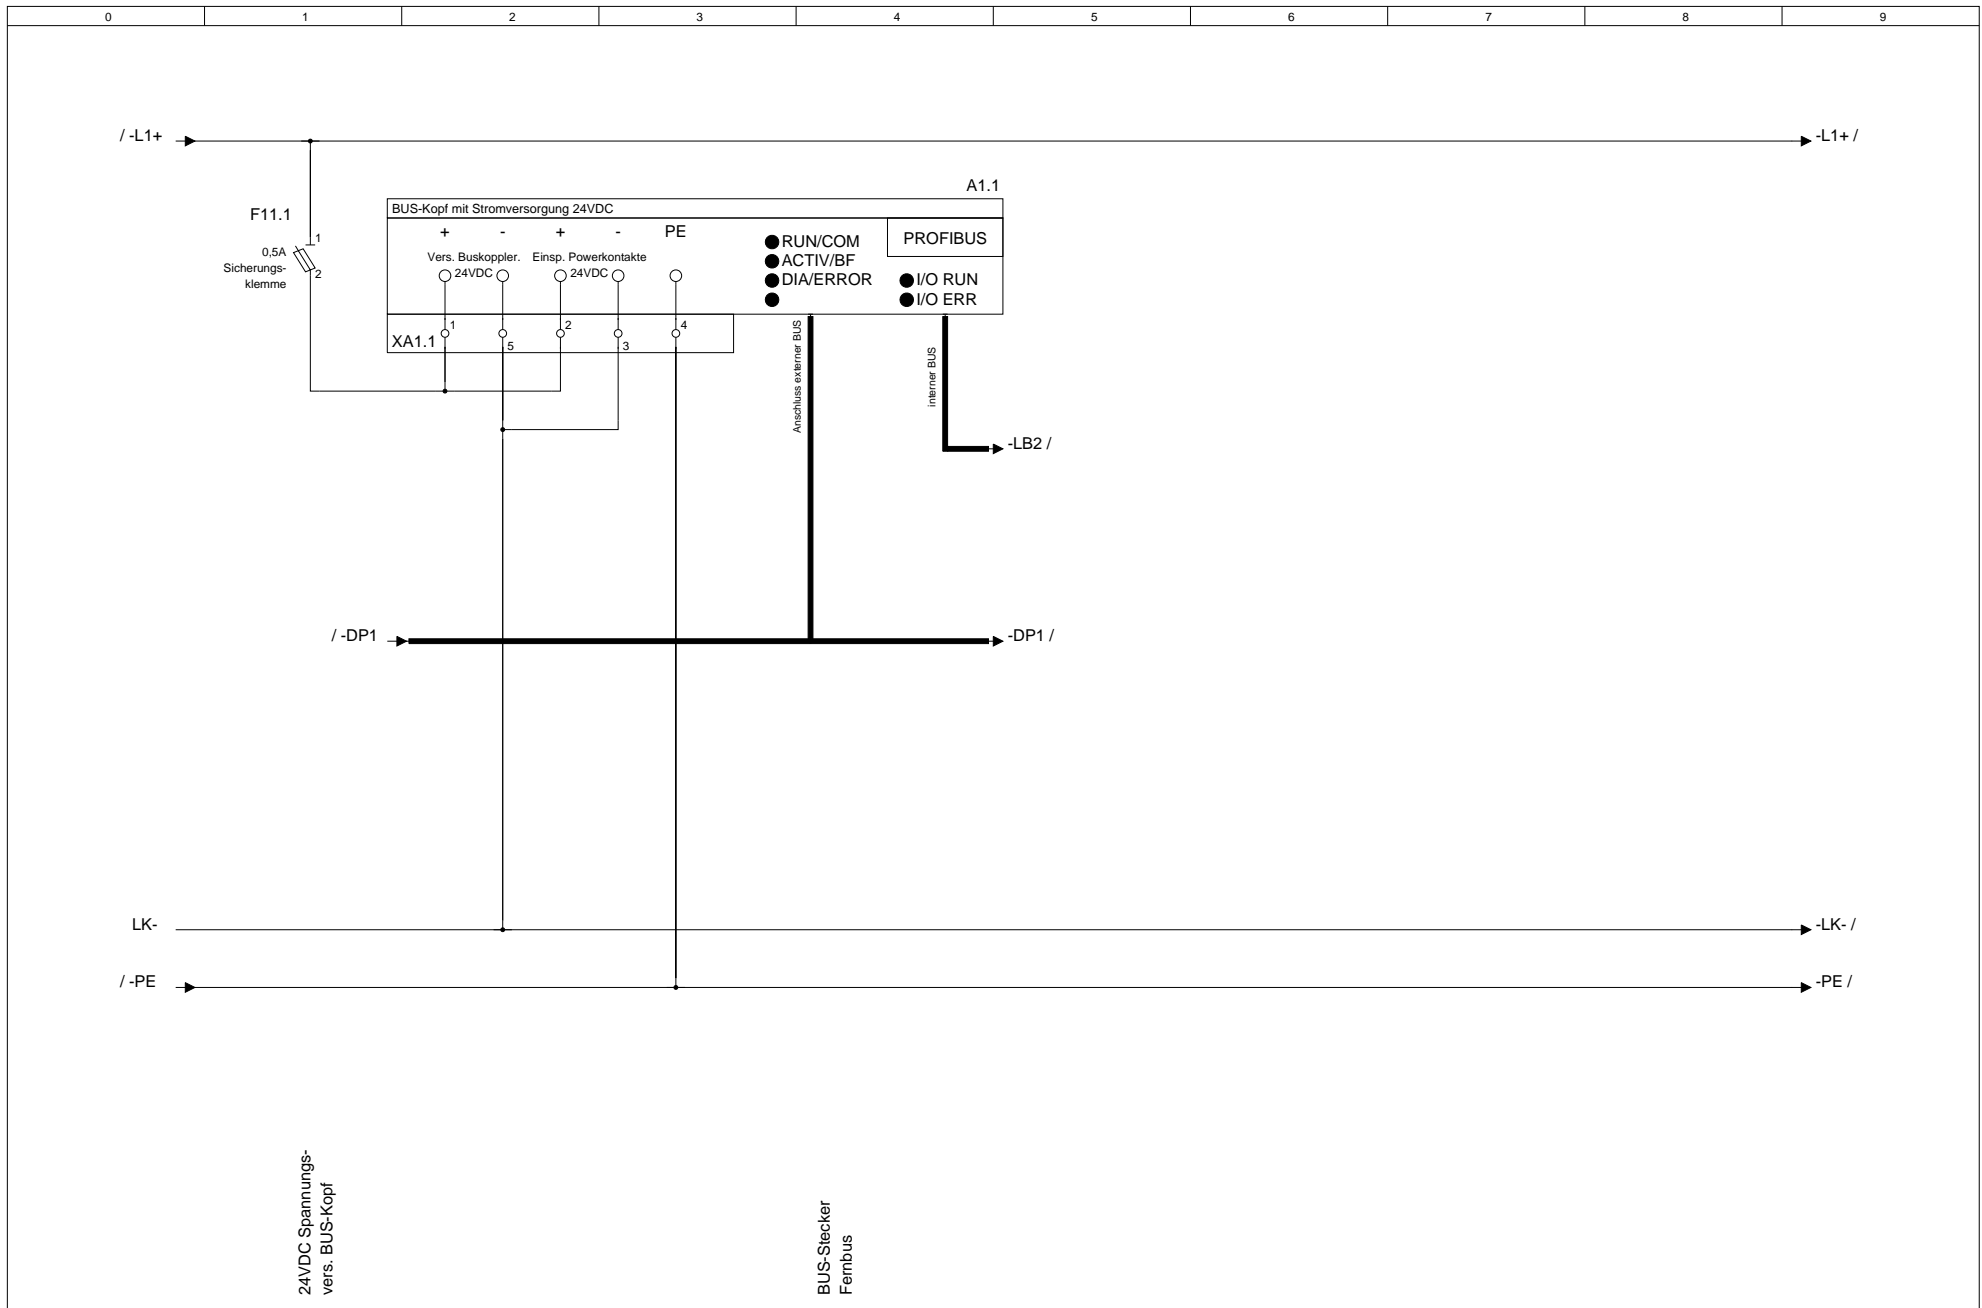 0 1 2 3 4 5 6 7 8 9
/ -L1+ -L1+ /
A1.1
BUS-Kopf mit Stromversorgung 24VDC
F11.1
+ - + - PE
PROFIBUS
RUN/COM
1
0,5A
Vers. Buskoppler. Einsp. Powerkontakte
ACTIV/BF
Sicherungs-
2
24VDC 24VDC
DIA/ERROR I/O RUN
klemme
I/O ERR
1 2 4
XA1.1
5 3
Anschluss externer BUS
interner BUS
-LB2 /
/ -DP1 -DP1 /
LK- -LK- /
/ -PE -PE /
24VDC Spannungs-
vers. BUS-Kopf
BUS-Stecker
Fernbus